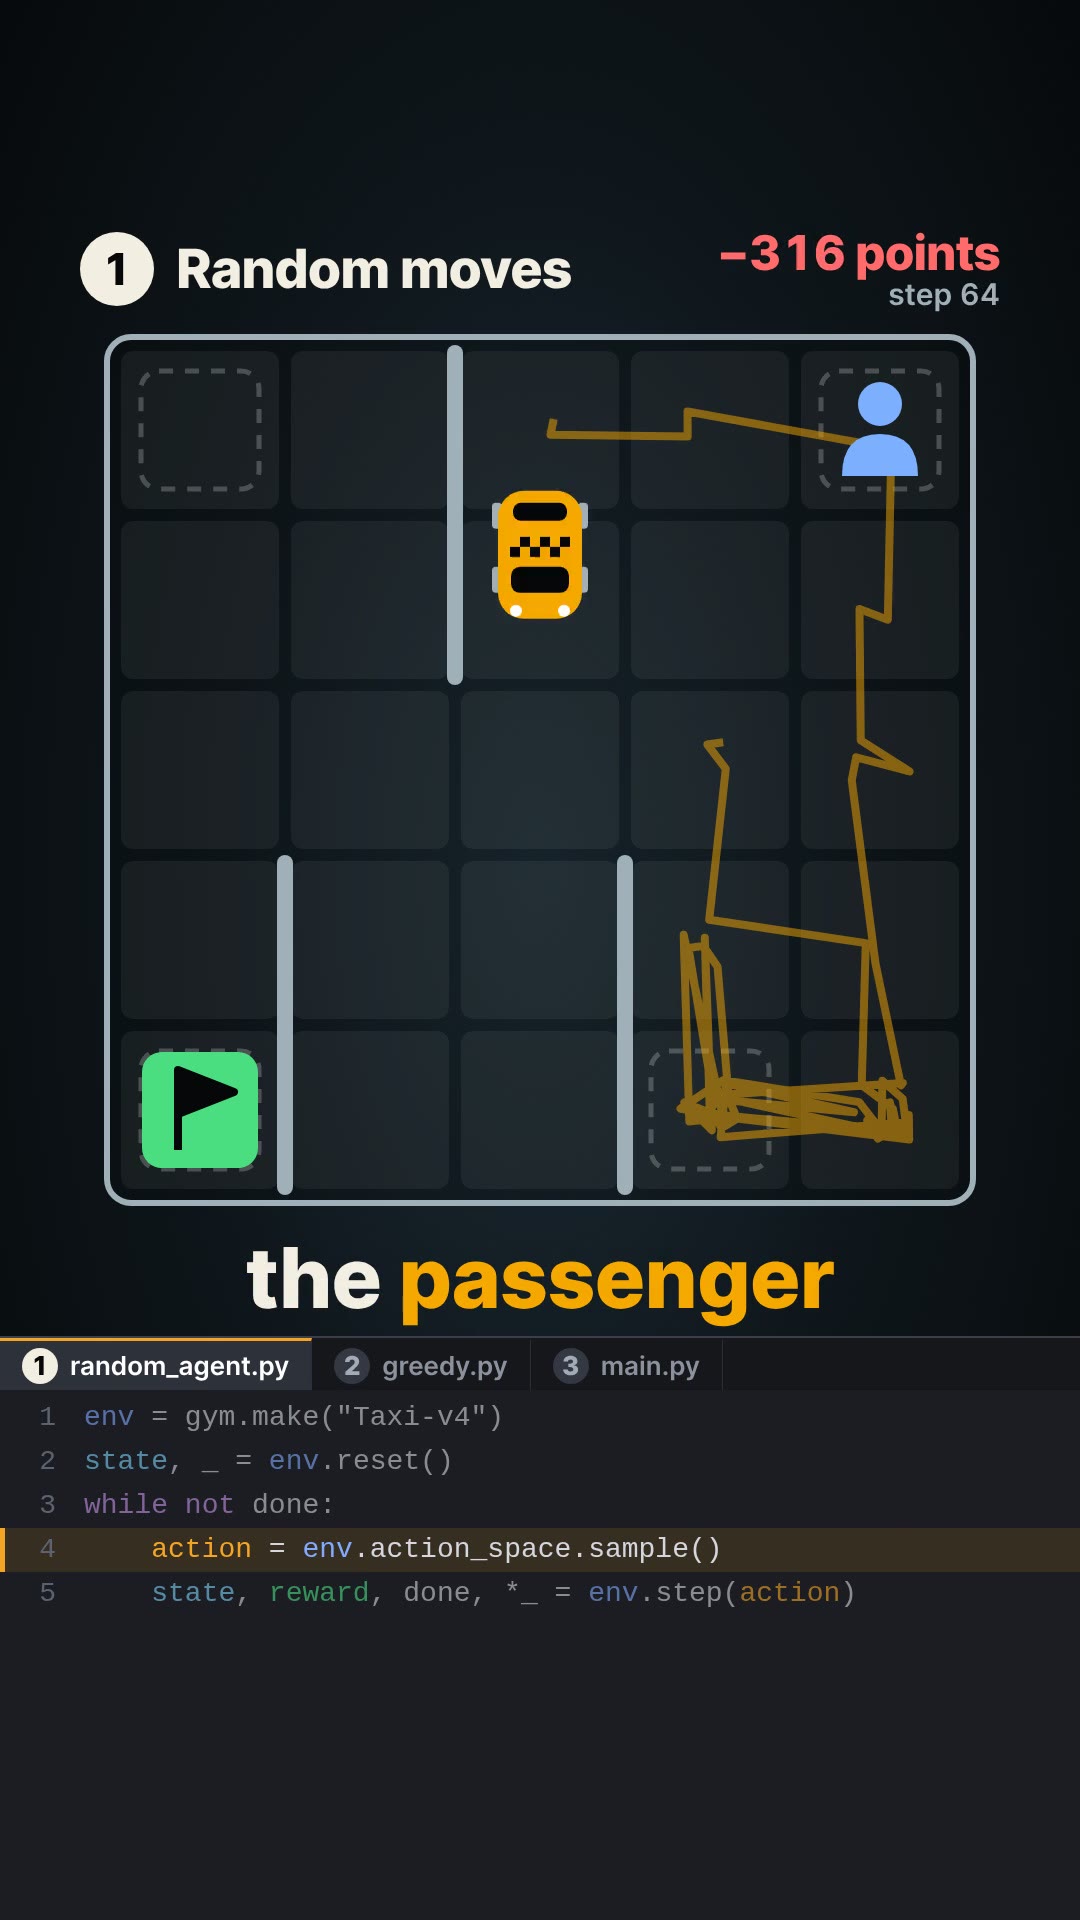 1 Random moves
−316 points
step 64
the passenger
1 random_agent.py 2 greedy.py 3 main.py
1 env = gym.make("Taxi-v4")
2 state, _ = env.reset()
3 while not done:
4     action = env.action_space.sample()
5     state, reward, done, *_ = env.step(action)